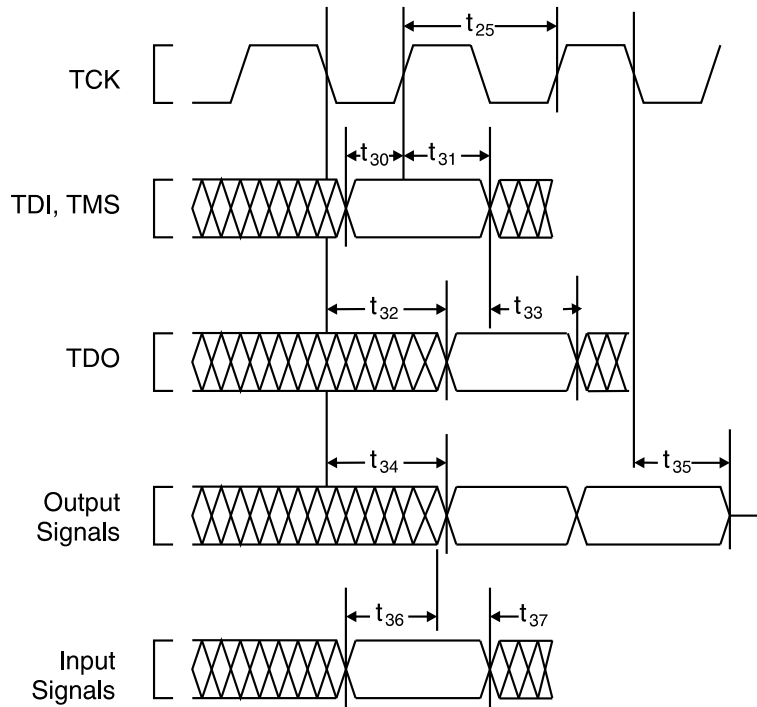 t25
TCK
t30
t31
TDI, TMS
t32
t33
TDO
t34
t35
Output
Signals
t36
t37
Input
Signals